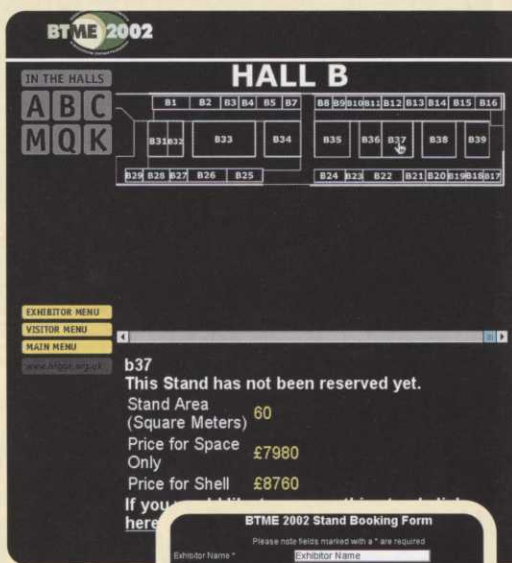 BTME 2002
IN THE HALLS
A B C
M Q K
HALL B
B1 B2 B3 B4 B5 B7 B8 B9 B10 B11 B12 B13 B14 B15 B16
B31 B32 B33 B34 B35 B36 B37 B38 B39
B29 B28 B27 B26 B25 B24 B23 B22 B21 B20 B19 B18 B17
EXHIBITOR MENU
VISITOR MENU
MAIN MENU
b37
This Stand has not been reserved yet.
Stand Area
(Square Meters) 60
Price for Space
Only £7980
Price for Shell £8760
If you
here
BTME 2002 Stand Booking Form
Please note fields marked with a * are required
Exhibitor Name * Exhibitor Name